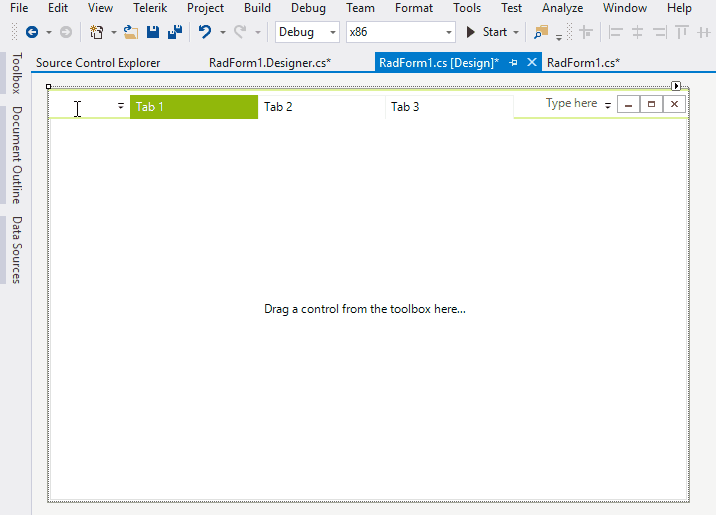 File Edit View Telerik Project Build Debug Team Format Tools Test Analyze Window Help
Debug x86 Start
Toolbox
Document Outline
Data Sources
Source Control Explorer RadForm1.Designer.cs* RadForm1.cs [Design]* RadForm1.cs*
Tab 1 Tab 2 Tab 3 Type here
Drag a control from the toolbox here...